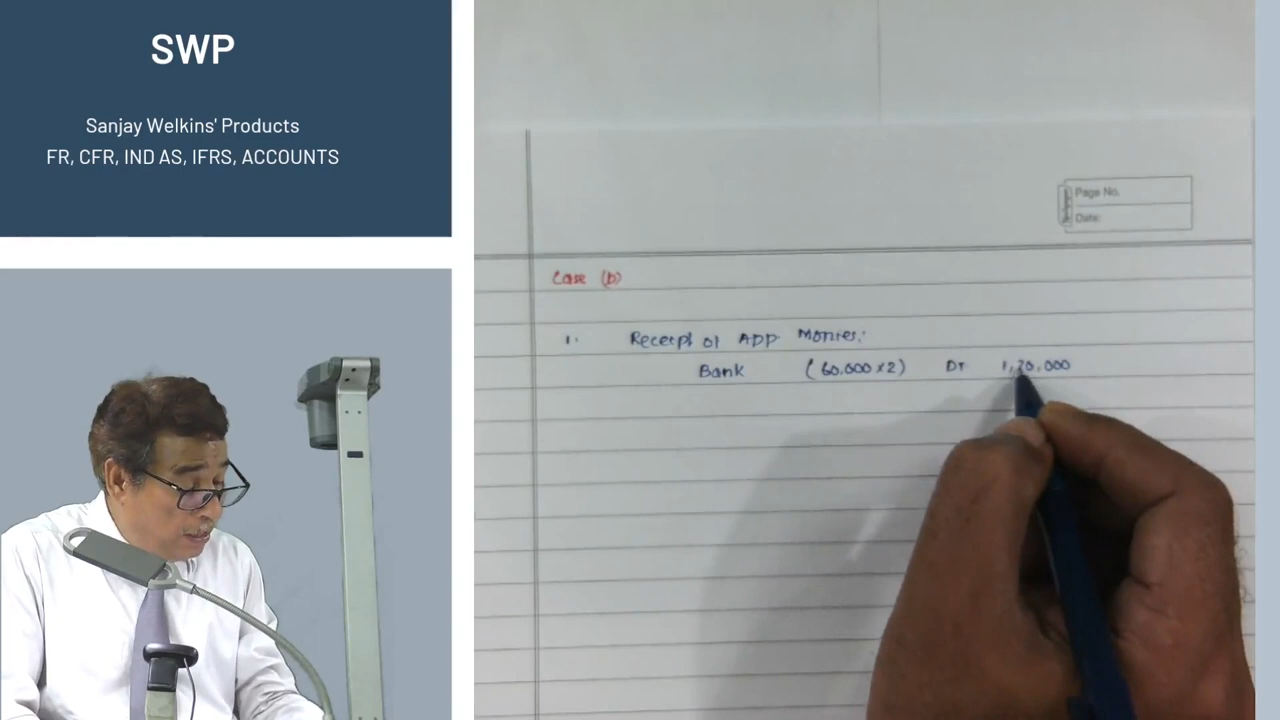 SWP
Sanjay Welkins' Products
FR, CFR, IND AS, IFRS, ACCOUNTS
Page No.
Date:
Case (b)
1. Receipt of App Monies:
Bank (60,000 x 2) Dr 1,20,000